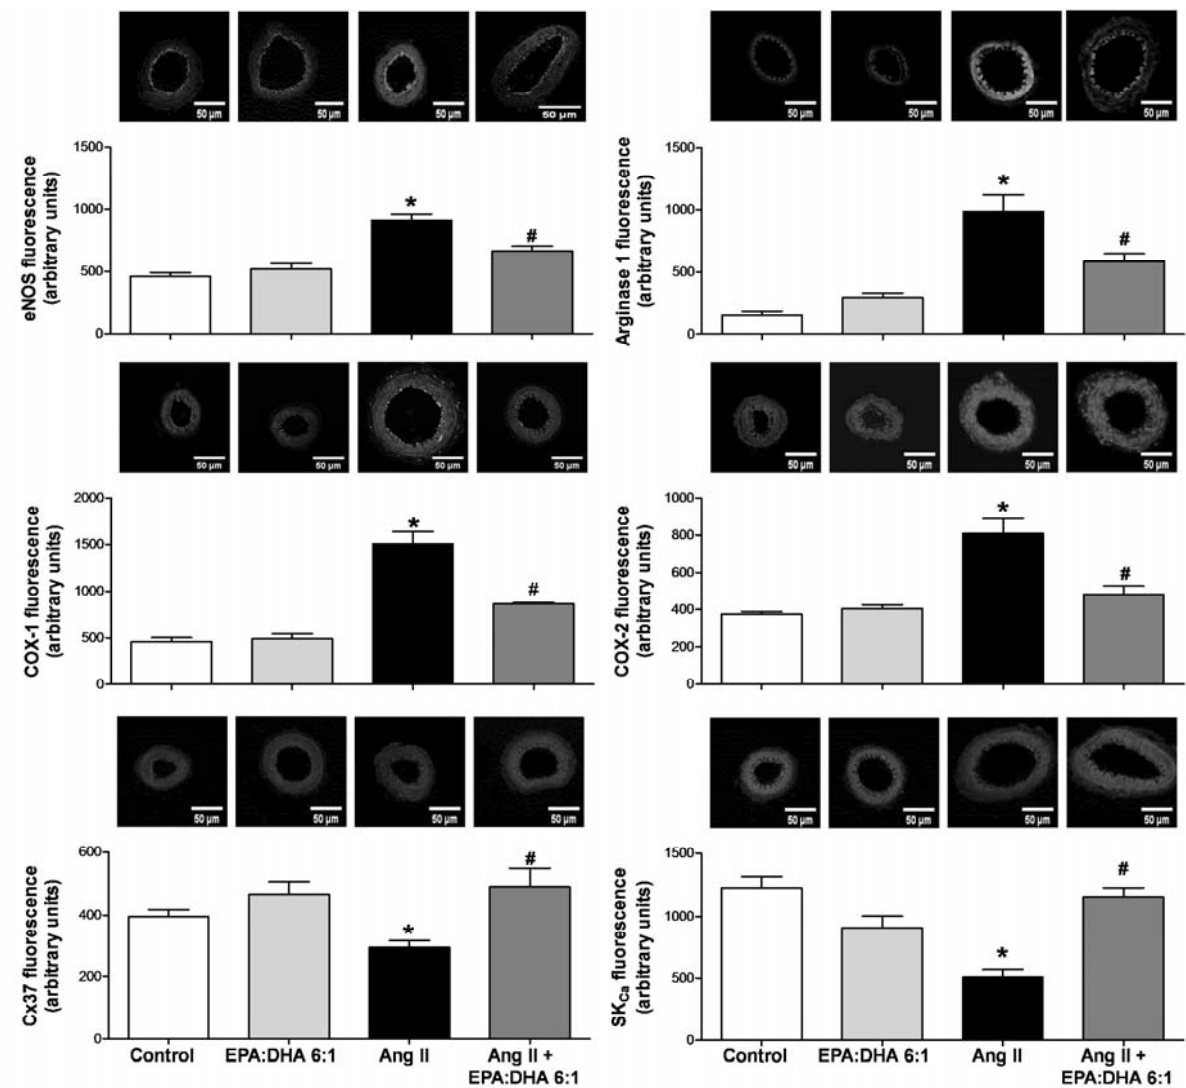 50 µm 50 µm 50 µm 50 µm
eNOS fluorescence
(arbitrary units)
1500
1000
500
0
*
#
50 µm 50 µm 50 µm 50 µm
Arginase 1 fluorescence
(arbitrary units)
1500
1000
500
0
*
#
50 µm 50 µm 50 µm 50 µm
COX-1 fluorescence
(arbitrary units)
2000
1500
1000
500
0
*
#
50 µm 50 µm 50 µm 50 µm
COX-2 fluorescence
(arbitrary units)
1000
800
600
400
200
0
*
#
50 µm 50 µm 50 µm 50 µm
Cx37 fluorescence
(arbitrary units)
600
400
200
0
*
#
Control EPA:DHA 6:1 Ang II Ang II +
EPA:DHA 6:1
50 µm 50 µm 50 µm 50 µm
SKCa fluorescence
(arbitrary units)
1500
1000
500
0
*
#
Control EPA:DHA 6:1 Ang II Ang II +
EPA:DHA 6:1